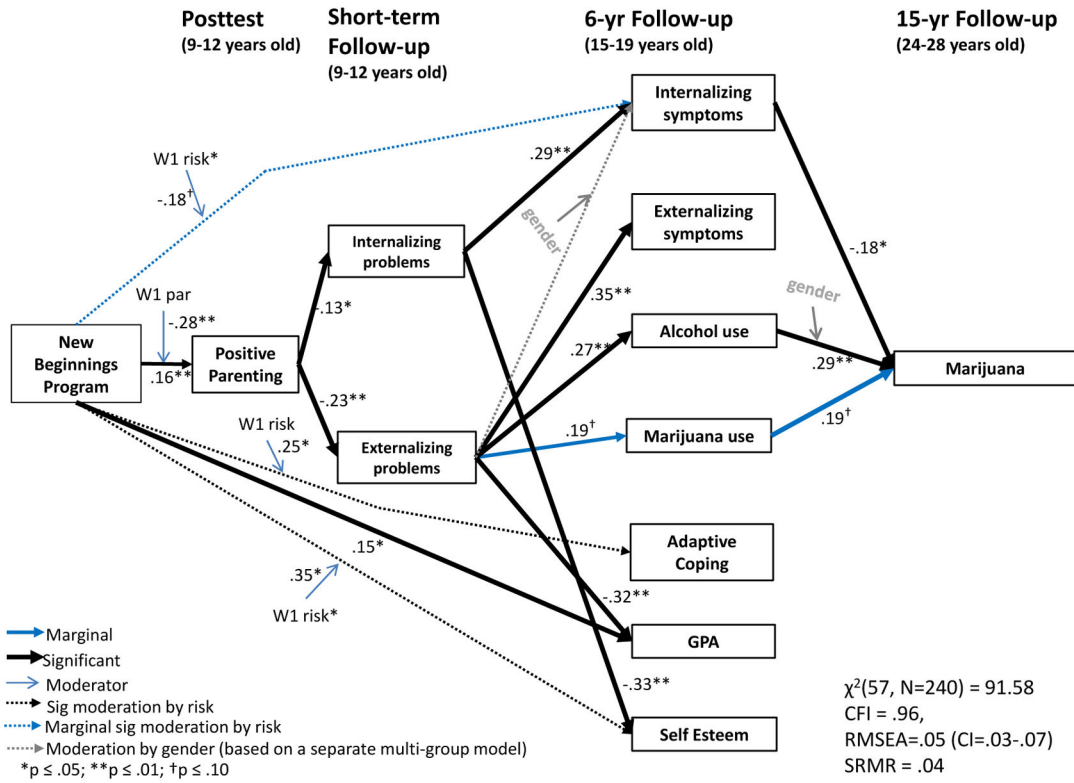 Posttest
(9-12 years old)
Short-term
Follow-up
(9-12 years old)
6-yr Follow-up
(15-19 years old)
15-yr Follow-up
(24-28 years old)
Internalizing
symptoms
W1 risk*
-.18†
.29**
gender
Externalizing
symptoms
Internalizing
problems
-.18*
W1 par
-.28**
-.13*
.35**
gender
New
Beginnings
Program
.16**
Positive
Parenting
Alcohol use
.27**
.29**
Marijuana
-.23**
W1 risk
.25*
Externalizing
problems
.19†
Marijuana use
.19†
Adaptive
Coping
.15*
.35*
W1 risk*
-.32**
GPA
-.33**
Self Esteem
Marginal
Significant
Moderator
Sig moderation by risk
Marginal sig moderation by risk
Moderation by gender (based on a separate multi-group model)
*p ≤ .05; **p ≤ .01; †p ≤ .10
χ²(57, N=240) = 91.58
CFI = .96,
RMSEA=.05 (CI=.03-.07)
SRMR = .04